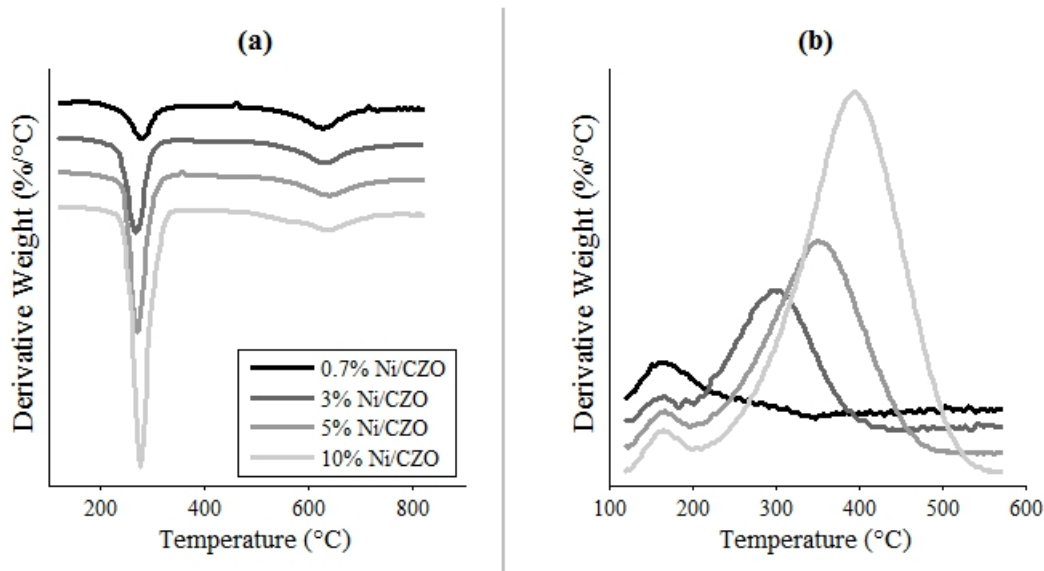 (a)
Derivative Weight (%/°C)
0.7% Ni/CZO
3% Ni/CZO
5% Ni/CZO
10% Ni/CZO
200 400 600 800
Temperature (°C)
(b)
Derivative Weight (%/°C)
100 200 300 400 500 600
Temperature (°C)